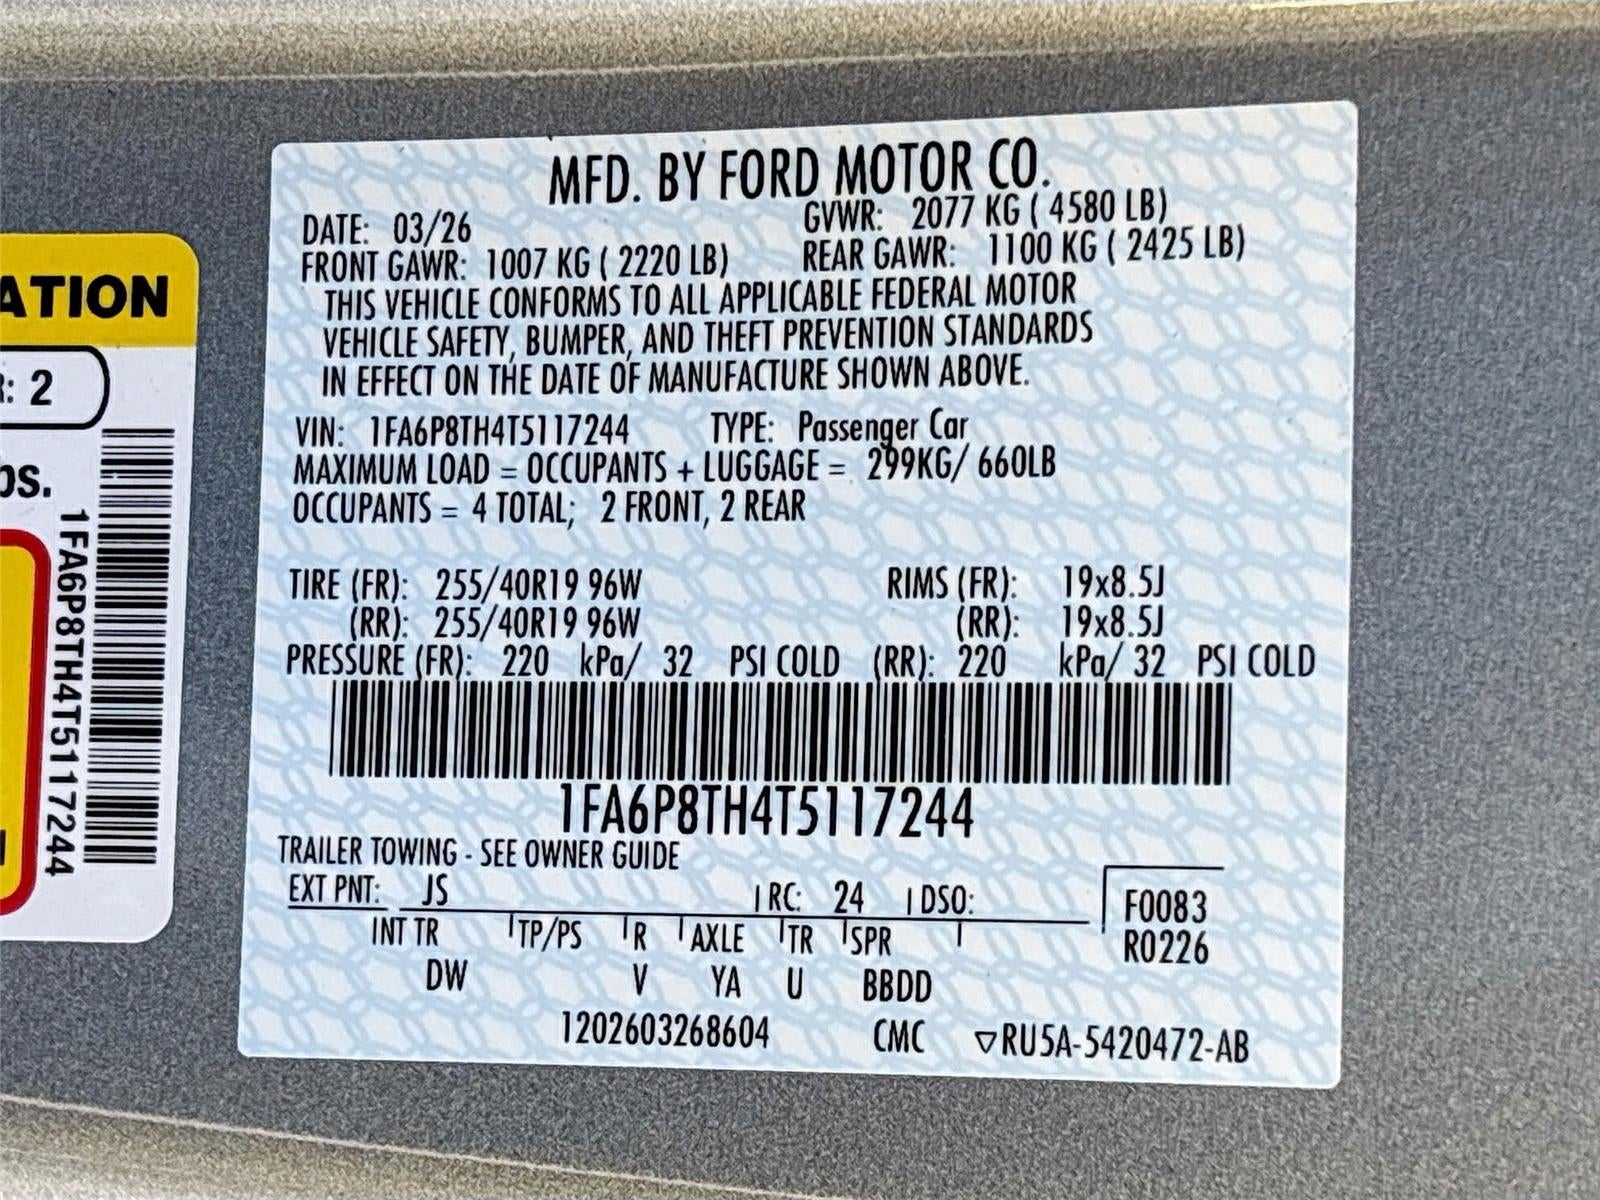 MFD. BY FORD MOTOR CO.
DATE: 03/26 GVWR: 2077 KG ( 4580 LB)
FRONT GAWR: 1007 KG ( 2220 LB) REAR GAWR: 1100 KG ( 2425 LB)
THIS VEHICLE CONFORMS TO ALL APPLICABLE FEDERAL MOTOR
VEHICLE SAFETY, BUMPER, AND THEFT PREVENTION STANDARDS
IN EFFECT ON THE DATE OF MANUFACTURE SHOWN ABOVE.
VIN: 1FA6P8TH4T5117244 TYPE: Passenger Car
MAXIMUM LOAD = OCCUPANTS + LUGGAGE = 299KG/ 660LB
OCCUPANTS = 4 TOTAL; 2 FRONT, 2 REAR
TIRE (FR): 255/40R19 96W RIMS (FR): 19x8.5J
(RR): 255/40R19 96W (RR): 19x8.5J
PRESSURE (FR): 220 kPa/ 32 PSI COLD (RR): 220 kPa/ 32 PSI COLD
1FA6P8TH4T5117244
TRAILER TOWING - SEE OWNER GUIDE
EXT PNT: JS RC: 24 DSO: F0083
INT TR TP/PS R AXLE TR SPR R0226
DW V YA U BBDD
1202603268604 CMC ▽RU5A-5420472-AB
ATION
: 2
os.
1FA6P8TH4T5117244